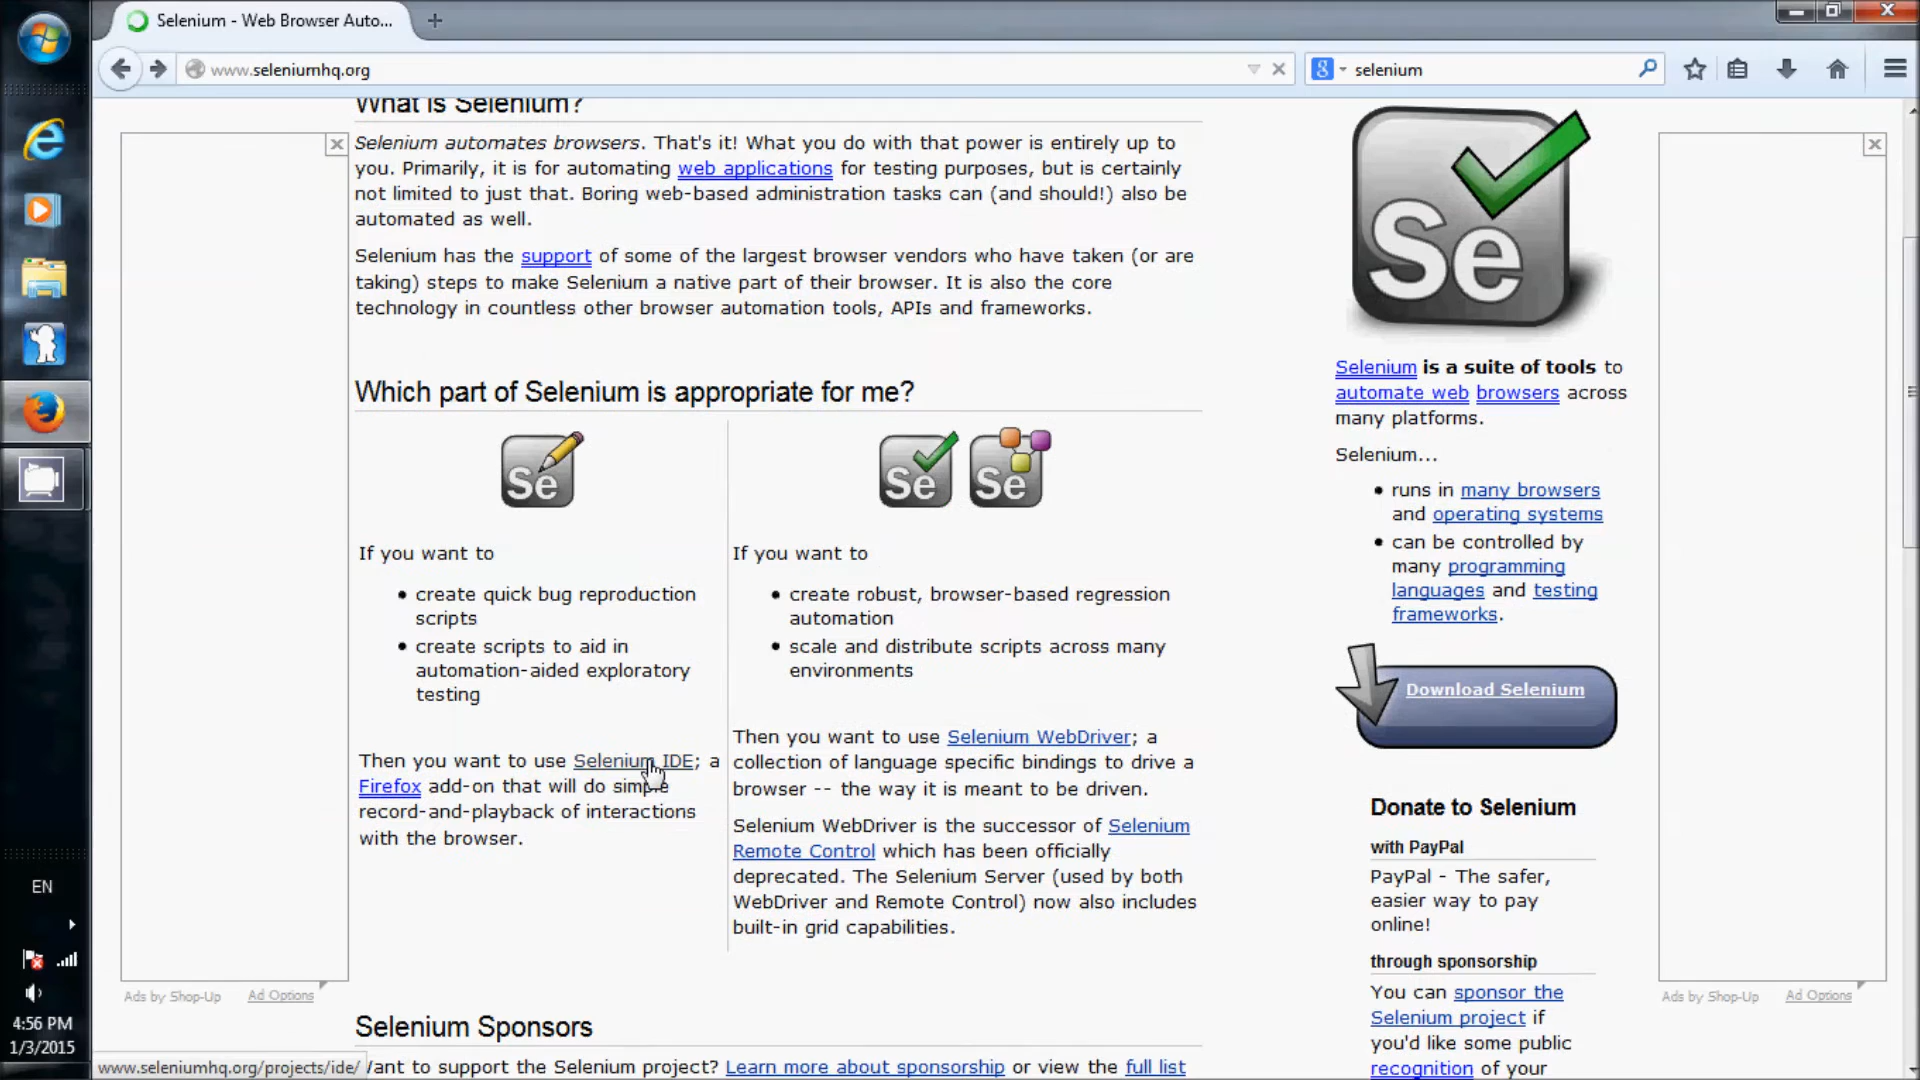 Selenium - Web Browser Auto...
www.seleniumhq.org
selenium
What is Selenium?
Selenium automates browsers. That's it! What you do with that power is entirely up to
you. Primarily, it is for automating web applications for testing purposes, but is certainly
not limited to just that. Boring web-based administration tasks can (and should!) also be
automated as well.
Selenium has the support of some of the largest browser vendors who have taken (or are
taking) steps to make Selenium a native part of their browser. It is also the core
technology in countless other browser automation tools, APIs and frameworks.
Which part of Selenium is appropriate for me?
Se
If you want to
create quick bug reproduction
scripts
create scripts to aid in
automation-aided exploratory
testing
Then you want to use Selenium IDE; a
Firefox add-on that will do simple
record-and-playback of interactions
with the browser.
Se Se
If you want to
create robust, browser-based regression
automation
scale and distribute scripts across many
environments
Then you want to use Selenium WebDriver; a
collection of language specific bindings to drive a
browser -- the way it is meant to be driven.
Selenium WebDriver is the successor of Selenium
Remote Control which has been officially
deprecated. The Selenium Server (used by both
WebDriver and Remote Control) now also includes
built-in grid capabilities.
Selenium Sponsors
Want to support the Selenium project? Learn more about sponsorship or view the full list
Se
Selenium is a suite of tools to
automate web browsers across
many platforms.
Selenium...
runs in many browsers
and operating systems
can be controlled by
many programming
languages and testing
frameworks.
Download Selenium
Donate to Selenium
with PayPal
PayPal - The safer,
easier way to pay
online!
through sponsorship
You can sponsor the
Selenium project if
you'd like some public
recognition of your
Ads by Shop-Up Ad Options
Ads by Shop-Up Ad Options
EN
4:56 PM
1/3/2015
www.seleniumhq.org/projects/ide/